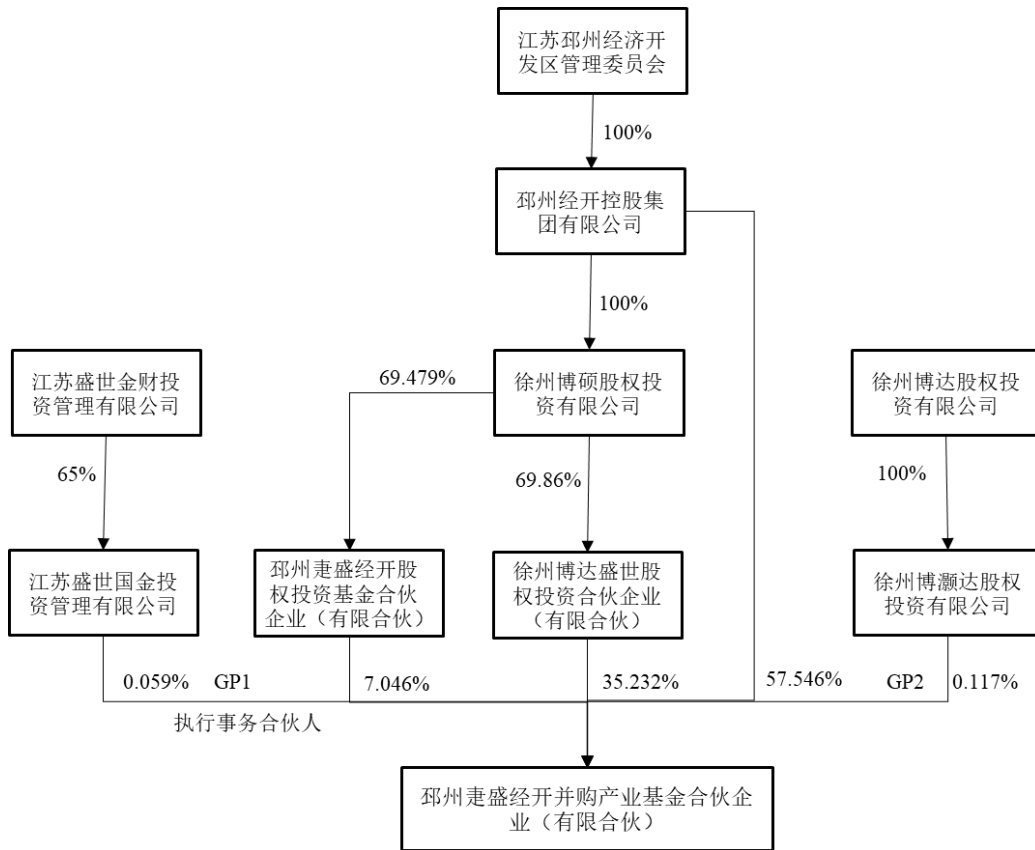 江苏邳州经济开
发区管理委员会
100%
邳州经开控股集
团有限公司
100%
江苏盛世金财投
资管理有限公司
69.479%
徐州博硕股权投
资有限公司
徐州博达股权投
资有限公司
65%
69.86%
100%
江苏盛世国金投
资管理有限公司
邳州疌盛经开股
权投资基金合伙
企业（有限合伙）
徐州博达盛世股
权投资合伙企业
（有限合伙）
徐州博灏达股权
投资有限公司
0.059%
GP1
7.046%
35.232%
57.546%
GP2
0.117%
执行事务合伙人
邳州疌盛经开并购产业基金合伙企
业（有限合伙）